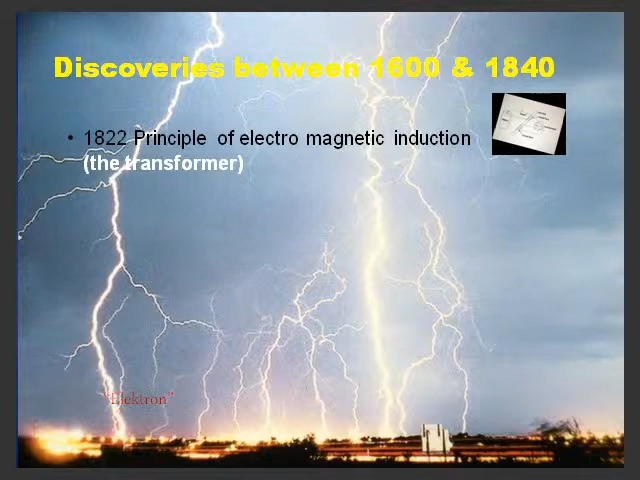 Discoveries between 1600 & 1840
• 1822 Principle of electro magnetic induction
(the transformer)
“Elektron”